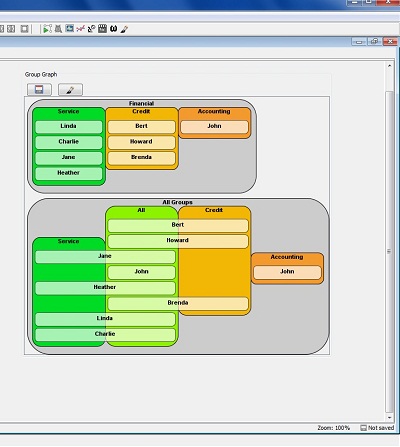 Group Graph
Financial
Service Credit Accounting
Linda Bert John
Charlie Howard
Jane Brenda
Heather
All Groups
All Credit
Bert
Service Howard
Jane Accounting
John John
Heather
Brenda
Linda
Charlie
Zoom: 100% Not saved